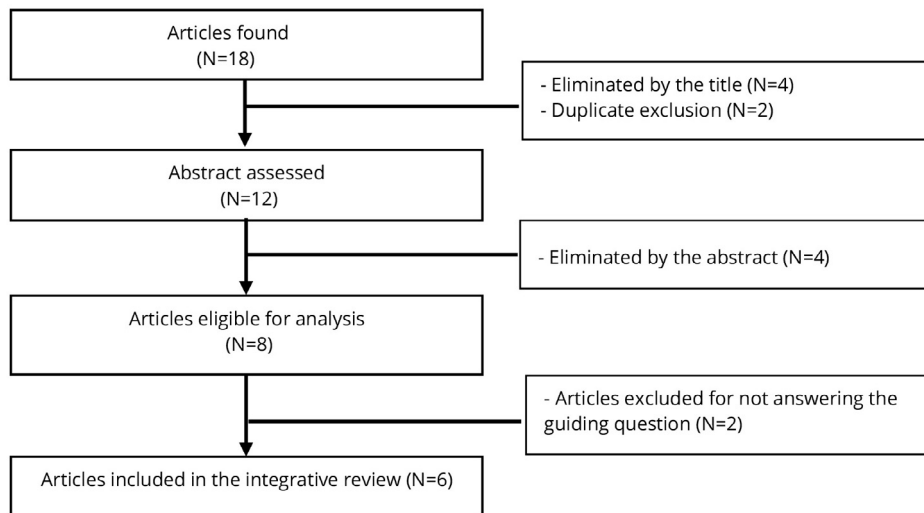 Articles found
(N=18)
- Eliminated by the title (N=4)
- Duplicate exclusion (N=2)
Abstract assessed
(N=12)
- Eliminated by the abstract (N=4)
Articles eligible for analysis
(N=8)
- Articles excluded for not answering the
guiding question (N=2)
Articles included in the integrative review (N=6)